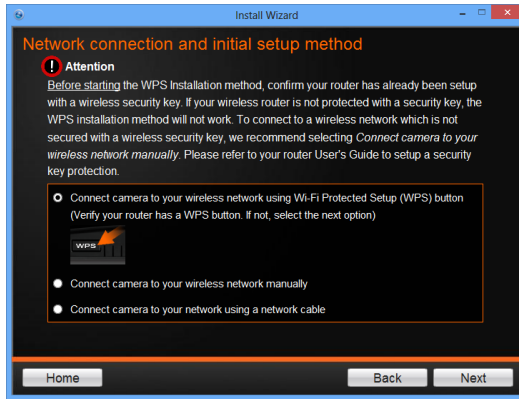 Install Wizard
Network connection and initial setup method
! Attention
Before starting the WPS Installation method, confirm your router has already been setup
with a wireless security key. If your wireless router is not protected with a security key, the
WPS installation method will not work. To connect to a wireless network which is not
secured with a wireless security key, we recommend selecting Connect camera to your
wireless network manually. Please refer to your router User's Guide to setup a security
key protection.
Connect camera to your wireless network using Wi-Fi Protected Setup (WPS) button
(Verify your router has a WPS button. If not, select the next option)
WPS
Connect camera to your wireless network manually
Connect camera to your network using a network cable
Home Back Next